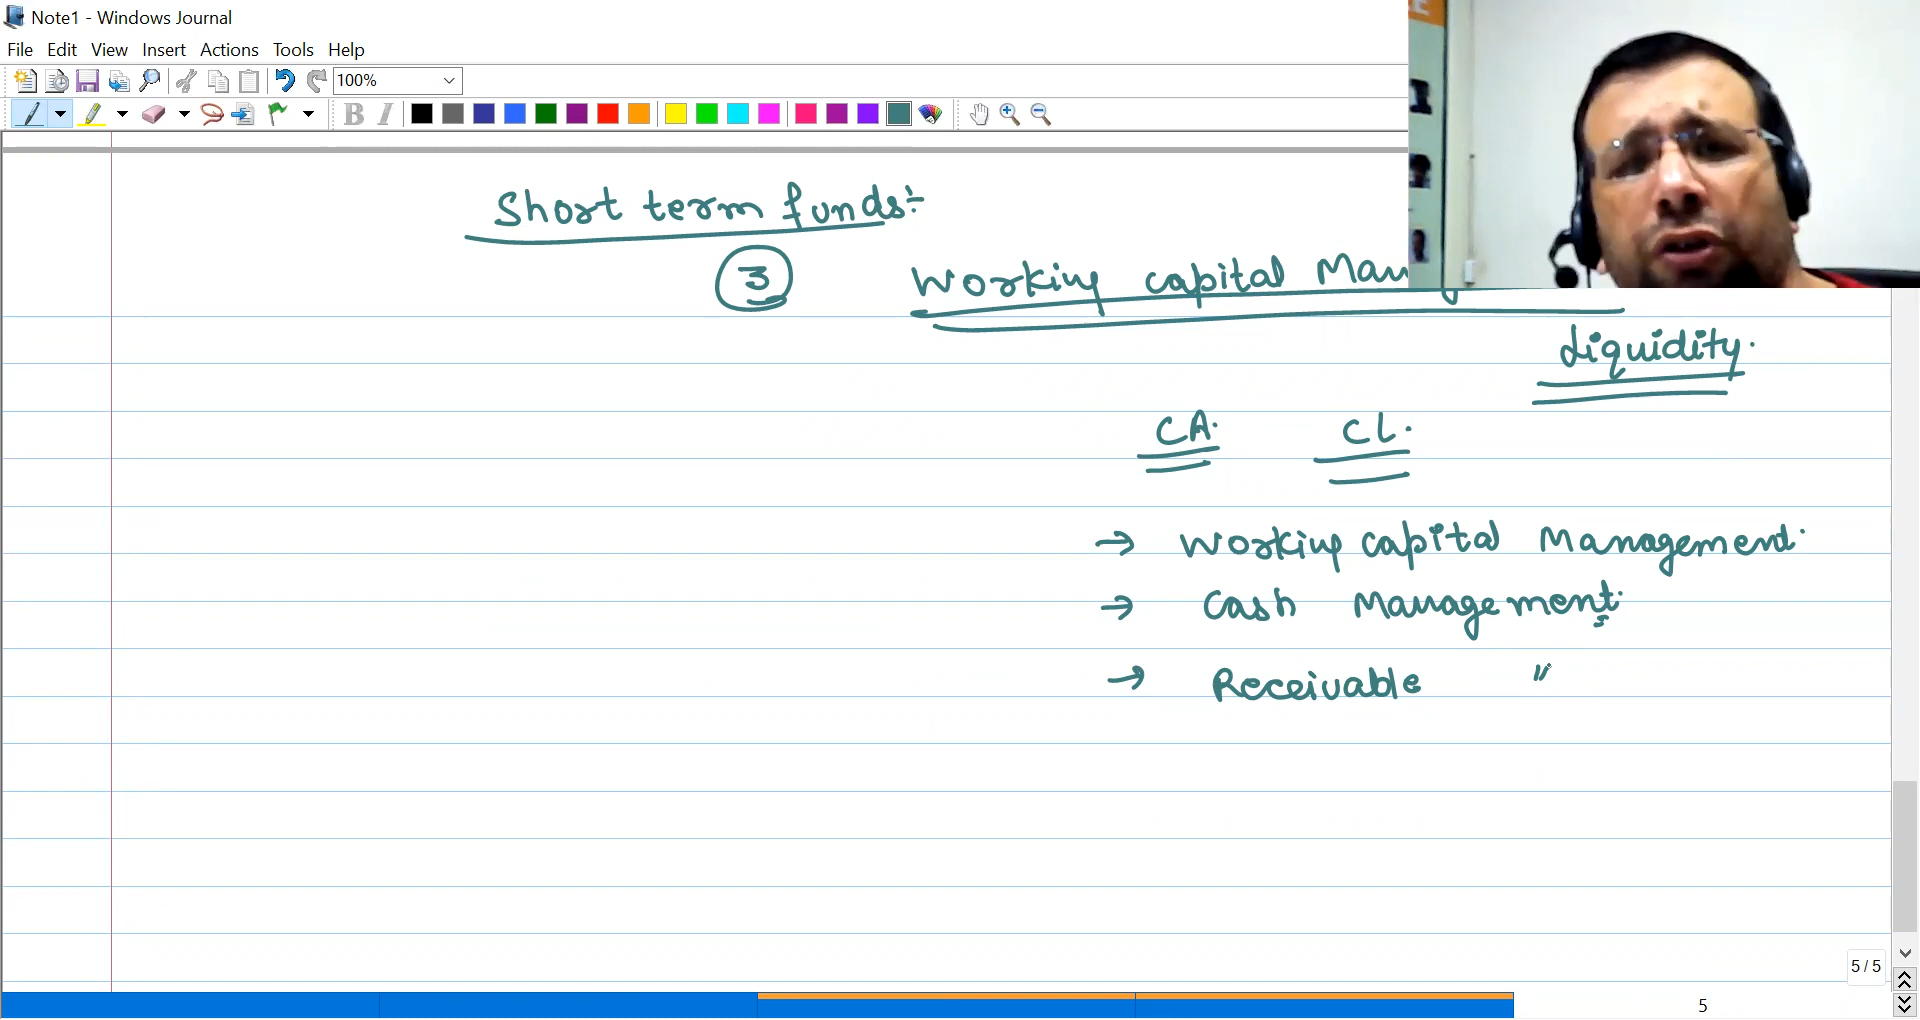 Note1 - Windows Journal
File Edit View Insert Actions Tools Help
100%
B I
Short term funds:-
3 Working capital
Liquidity.
CA. CL.
→ Working capital Management.
→ Cash Management.
→ Receivable "
5 / 5
5